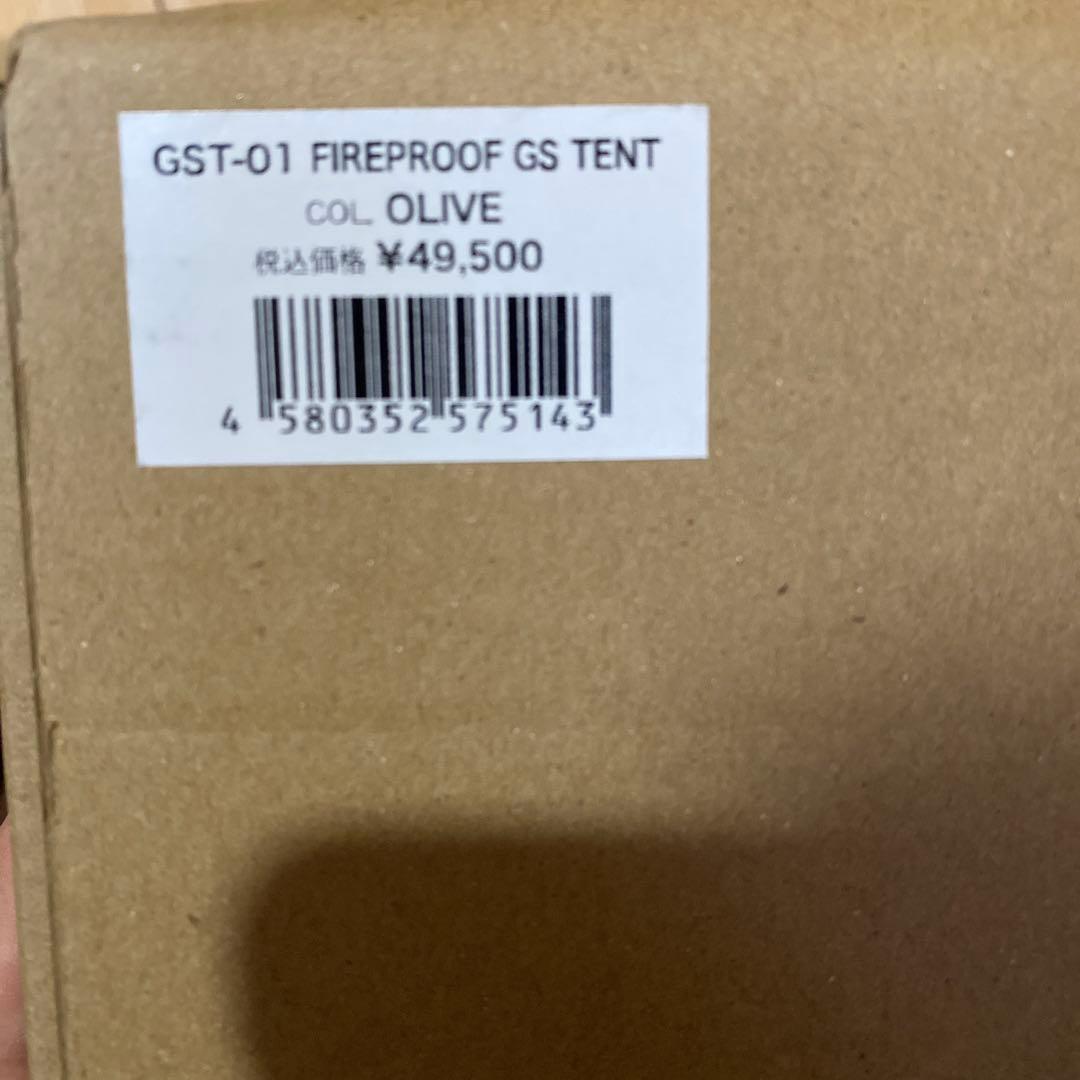 GST-01 FIREPROOF GS TENT
COL. OLIVE
税込価格 ¥49,500
4 580352 575143